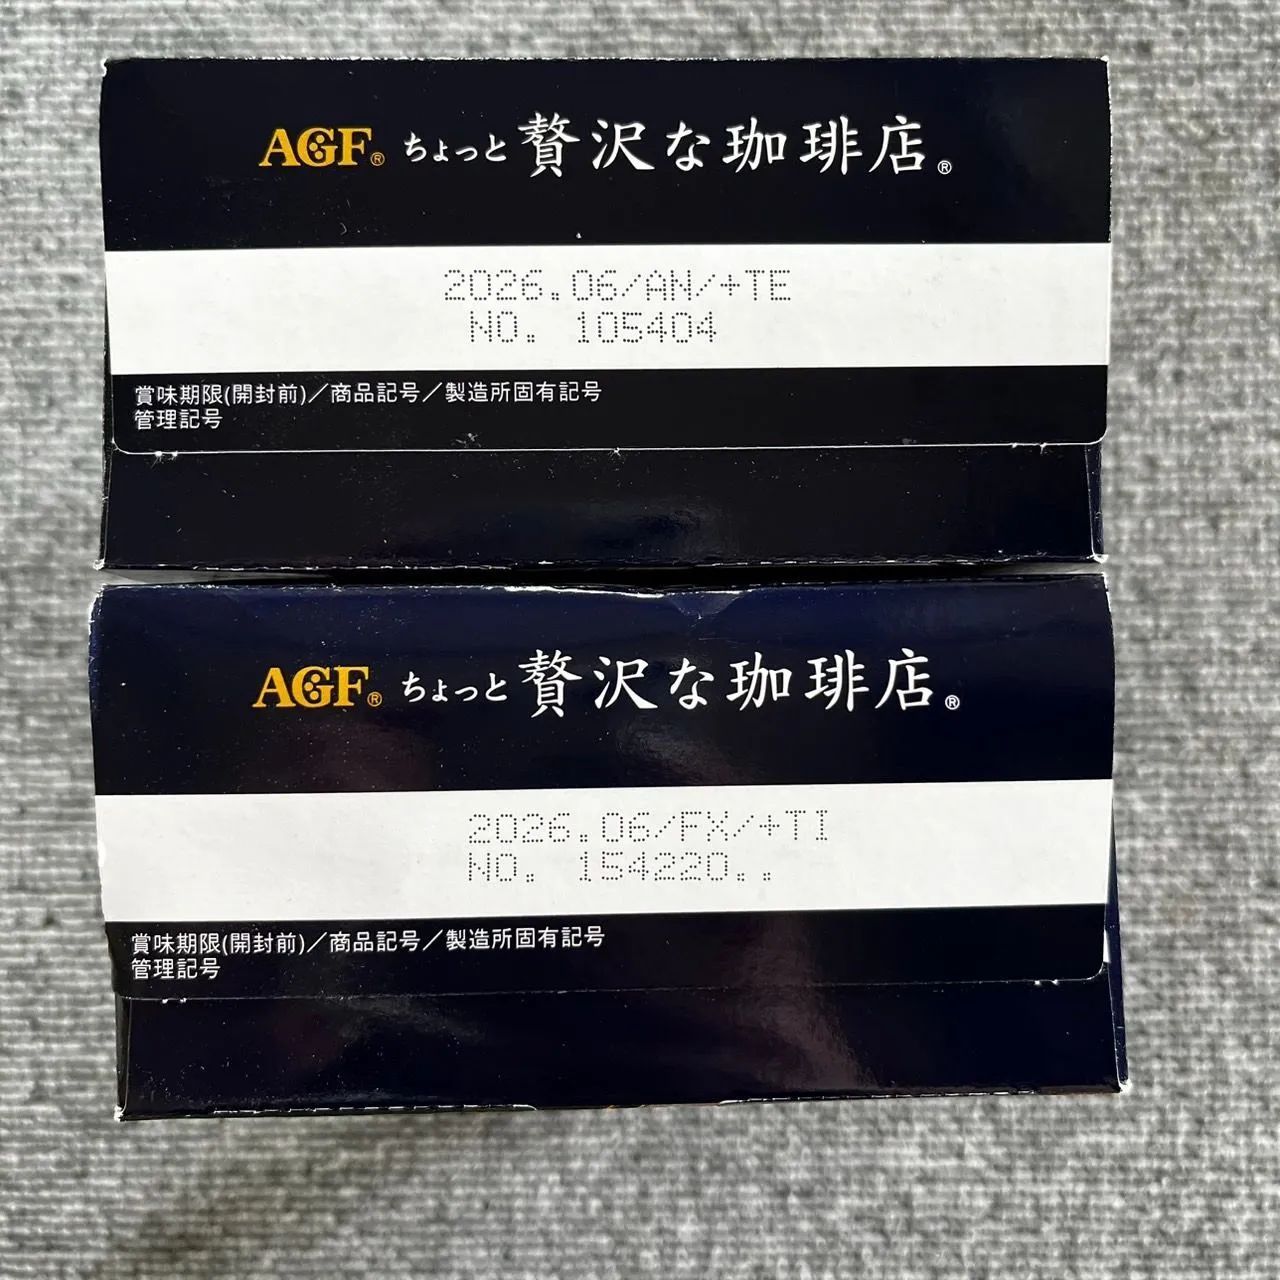 AGF® ちょっと贅沢な珈琲店®
2026.06/AN/+TE
NO. 105404
賞味期限(開封前)／商品記号／製造所固有記号
管理記号
AGF® ちょっと贅沢な珈琲店®
2026.06/FX/+TI
NO. 154220..
賞味期限(開封前)／商品記号／製造所固有記号
管理記号